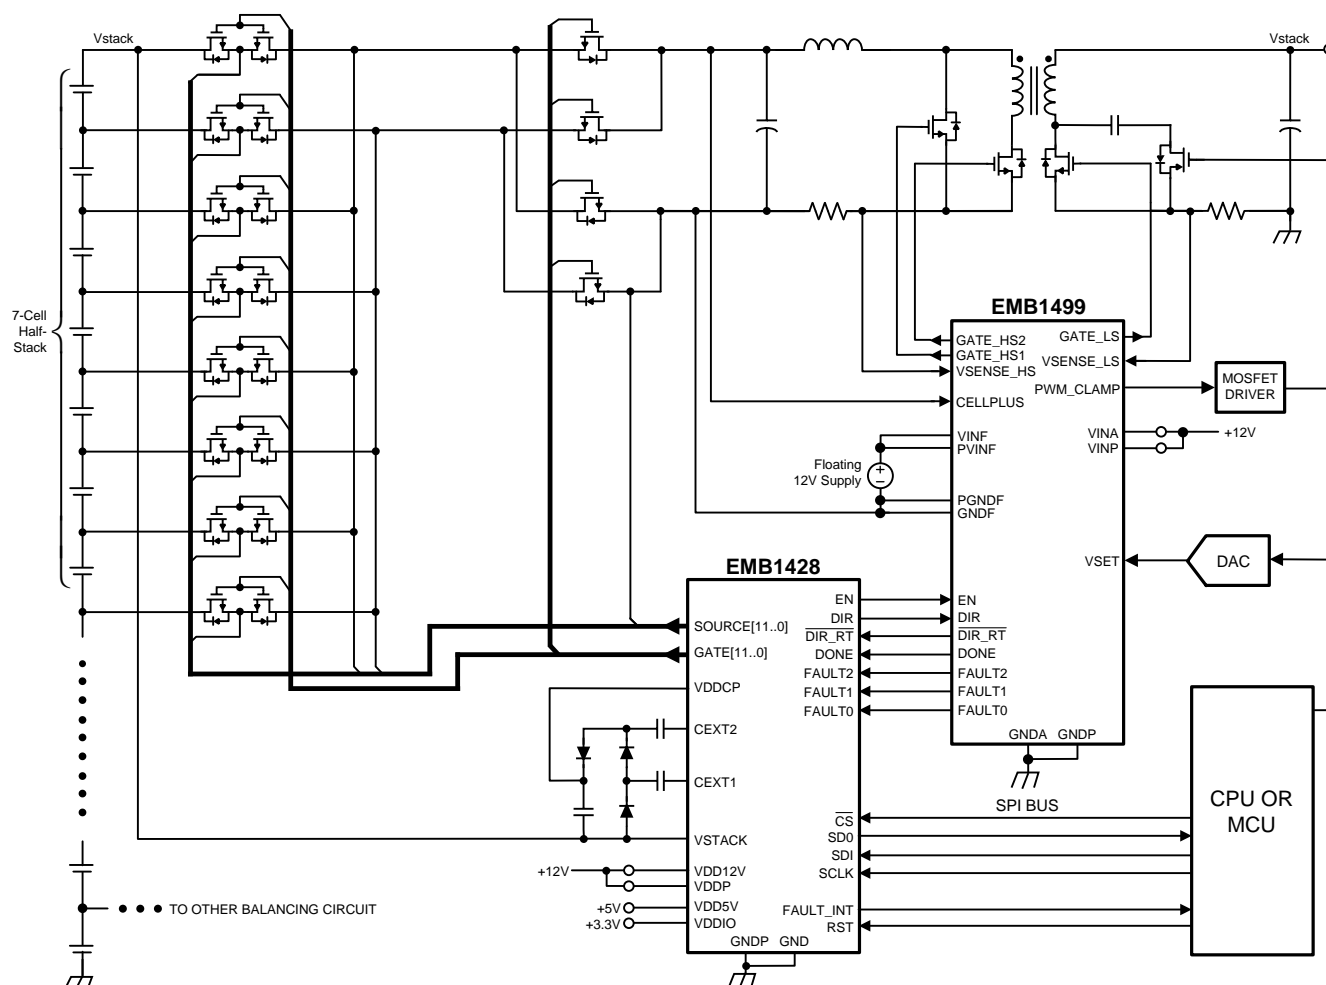 Vstack
Vstack
7-Cell
Half-
Stack
EMB1499
GATE_HS2
GATE_HS1
VSENSE_HS
CELLPLUS
VINF
PVINF
PGNDF
GNDF
GATE_LS
VSENSE_LS
PWM_CLAMP
VINA
VINP
VSET
MOSFET
DRIVER
+12V
Floating
12V Supply
+
−
DAC
EN
DIR
DIR_RT
DONE
FAULT2
FAULT1
FAULT0
GNDA GNDP
EMB1428
SOURCE[11..0]
GATE[11..0]
VDDCP
CEXT2
CEXT1
VSTACK
VDD12V
VDDP
VDD5V
VDDIO
EN
DIR
DIR_RT
DONE
FAULT2
FAULT1
FAULT0
CS
SD0
SDI
SCLK
FAULT_INT
RST
GNDP GND
+12V
+5V
+3.3V
SPI BUS
CPU OR
MCU
TO OTHER BALANCING CIRCUIT